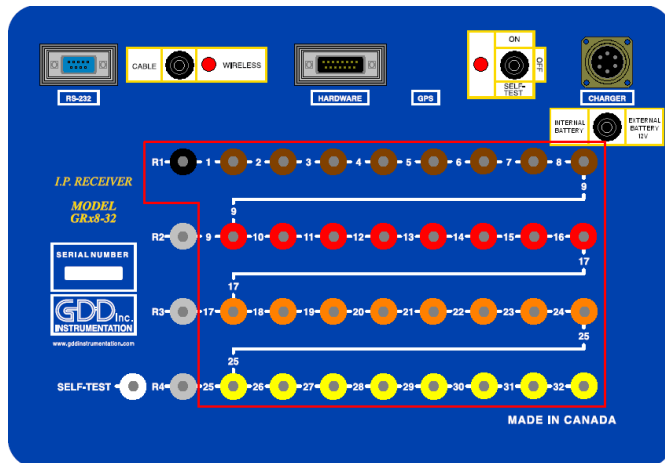 ON
OFF
SELF-
TEST
CABLE
WIRELESS
RS-232
HARDWARE
GPS
CHARGER
INTERNAL
BATTERY
EXTERNAL
BATTERY
12V
R1 1 2 3 4 5 6 7 8
9
I.P. RECEIVER
MODEL
GRx8-32
9
R2 9 10 11 12 13 14 15 16
17
SERIAL NUMBER
17
GDD Inc.
INSTRUMENTATION
R3 17 18 19 20 21 22 23 24
25
www.gddinstrumentation.com
25
SELF-TEST R4 25 26 27 28 29 30 31 32
MADE IN CANADA